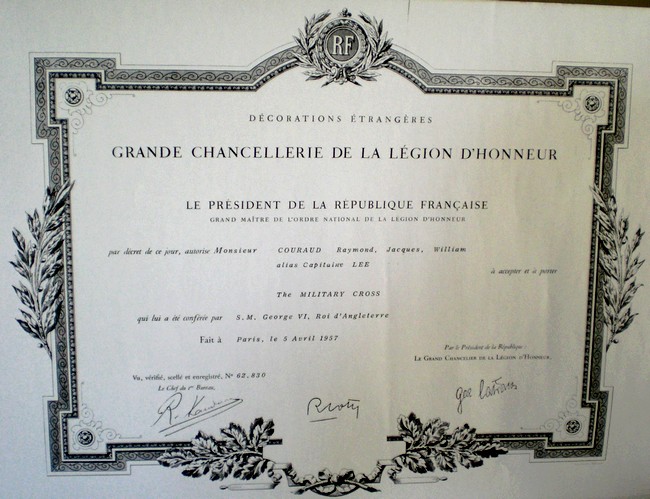 RF
DÉCORATIONS ÉTRANGÈRES
GRANDE CHANCELLERIE DE LA LÉGION D'HONNEUR
LE PRÉSIDENT DE LA RÉPUBLIQUE FRANÇAISE
GRAND MAÎTRE DE L'ORDRE NATIONAL DE LA LÉGION D'HONNEUR
par décret de ce jour, autorise Monsieur COURAUD Raymond, Jacques, William
alias Capitaine LEE
à accepter et à porter
The MILITARY CROSS
qui lui a été conférée par S.M. George VI, Roi d'Angleterre
Fait à Paris, le 5 Avril 1957
Par le Président de la République :
LE GRAND CHANCELIER DE LA LÉGION D'HONNEUR,
Vu, vérifié, scellé et enregistré, N° 62.820
Le Chef du 1er Bureau,